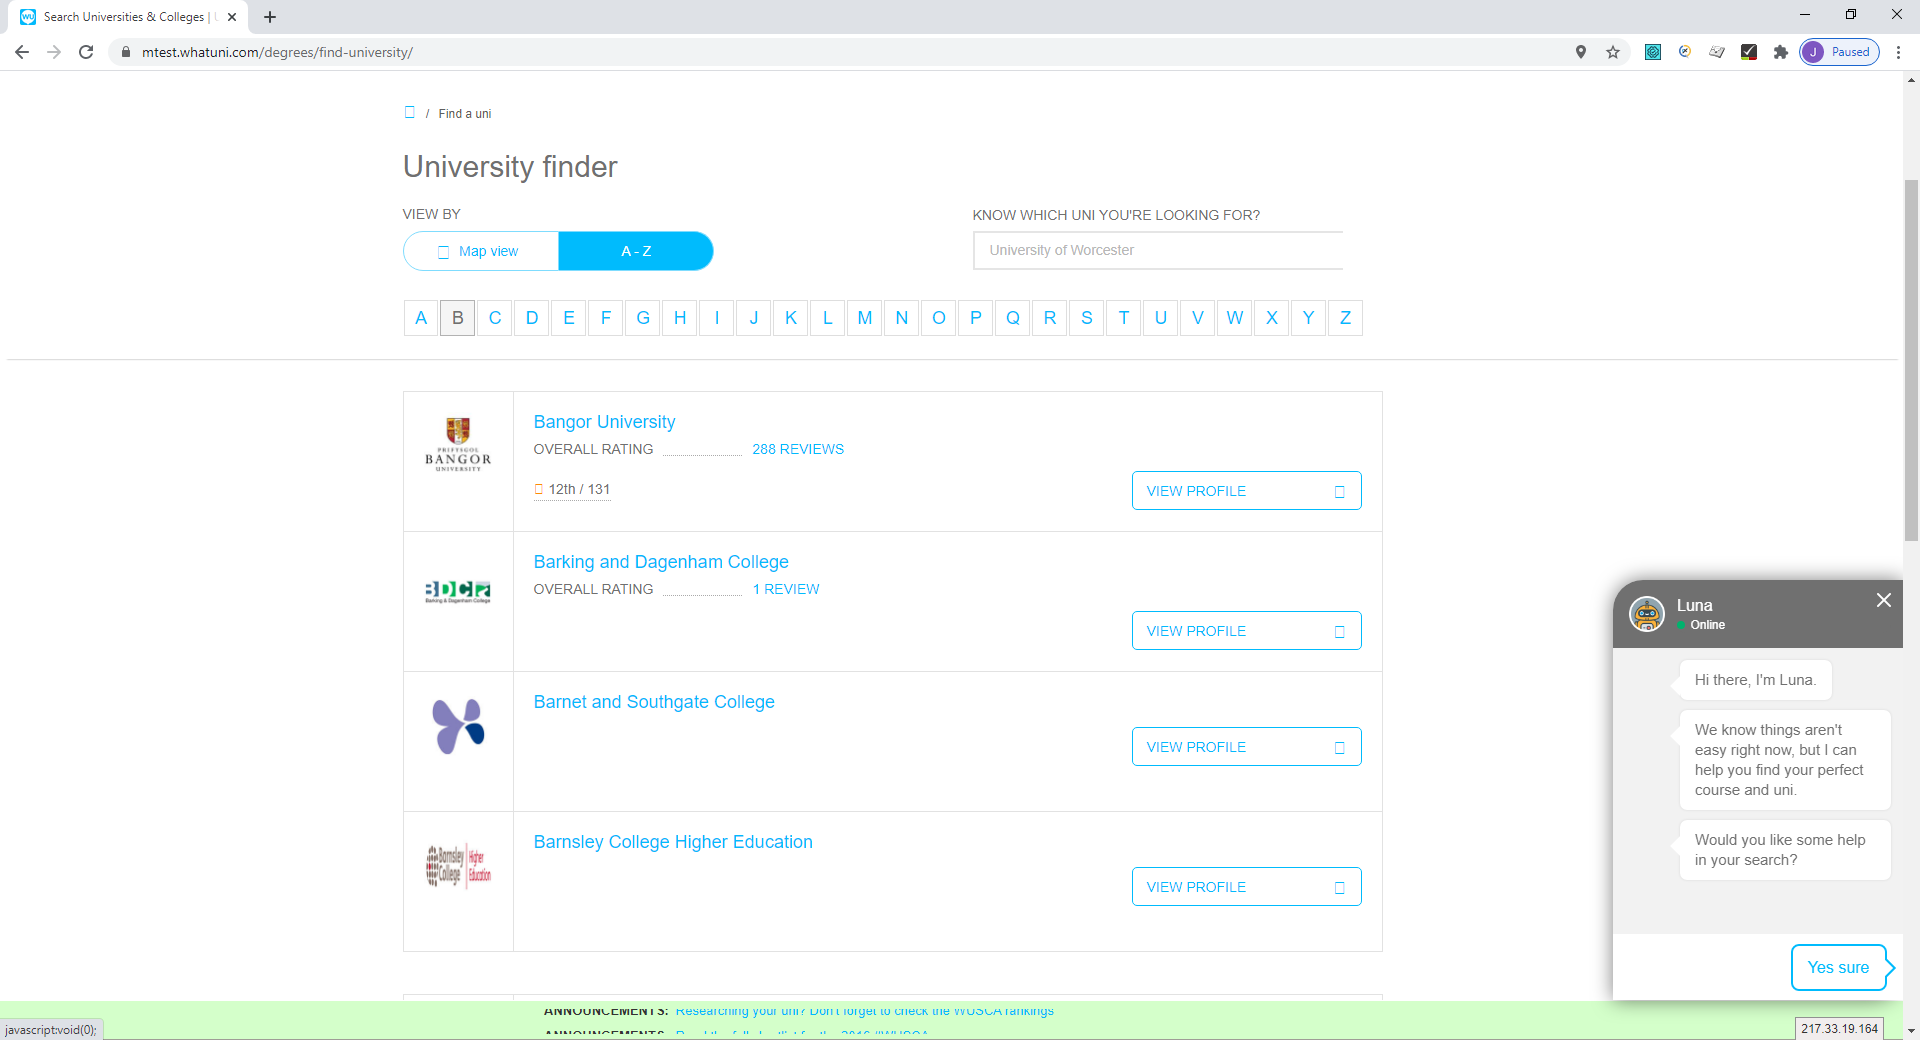 Search Universities & Colleges | U
mtest.whatuni.com/degrees/find-university/
J Paused
/ Find a uni
University finder
VIEW BY
KNOW WHICH UNI YOU'RE LOOKING FOR?
Map view
A - Z
University of Worcester
A B C D E F G H I J K L M N O P Q R S T U V W X Y Z
Bangor University
OVERALL RATING 288 REVIEWS
PRIFYSGOL
BANGOR
UNIVERSITY
12th / 131
VIEW PROFILE
Barking and Dagenham College
OVERALL RATING 1 REVIEW
BDC
Barking & Dagenham College
VIEW PROFILE
Barnet and Southgate College
VIEW PROFILE
Barnsley College Higher Education
Barnsley College Higher Education
VIEW PROFILE
Luna
Online
Hi there, I'm Luna.
We know things aren't
easy right now, but I can
help you find your perfect
course and uni.
Would you like some help
in your search?
Yes sure
ANNOUNCEMENTS: Researching your uni? Don't forget to check the WUSCA rankings
ANNOUNCEMENTS:
javascript:void(0);
217.33.19.164